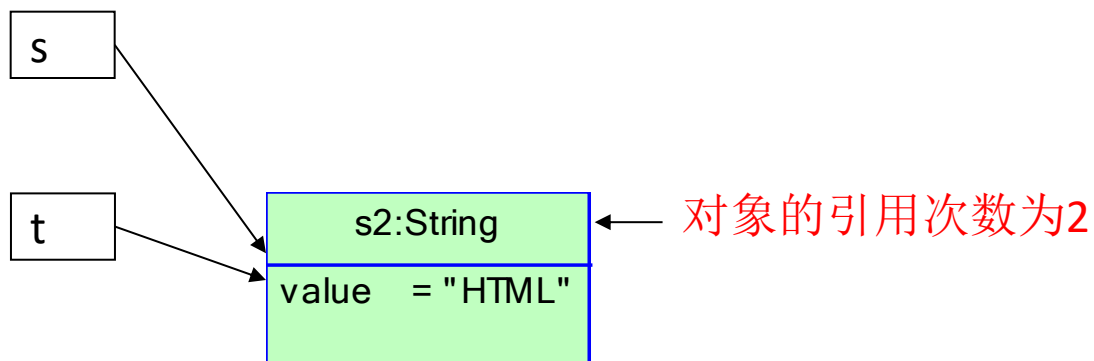 s
t
s2:String
对象的引用次数为2
value = "HTML"